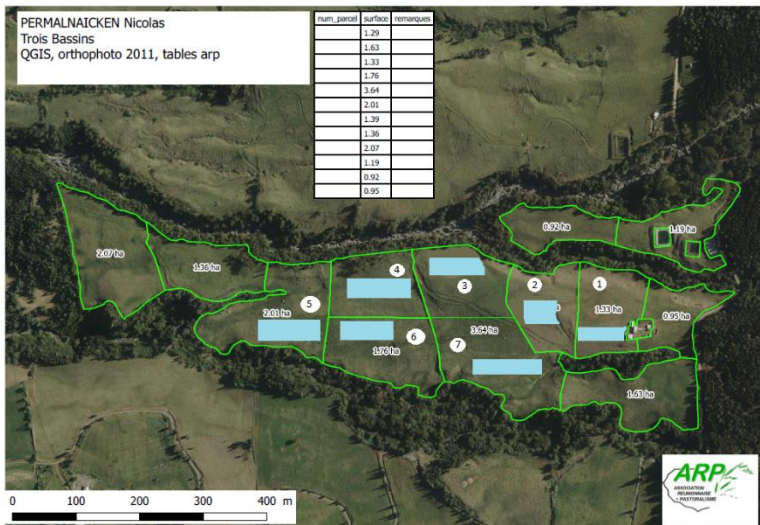 PERMALNAICKEN Nicolas
Trois Bassins
QGIS, orthophoto 2011, tables arp
num_parcel surface remarques
1.29
1.63
1.33
1.76
3.64
2.01
1.39
1.36
2.07
1.19
0.92
0.95
0.92 ha
1.19 ha
2.07 ha
1.36 ha
4
3
2
1
5
2.01 ha
1.33 ha
0.95 ha
3.64 ha
6
7
1.76 ha
1.63 ha
0 100 200 300 400 m
ARP
ASSOCIATION
RÉUNIONNAISE
PASTORALISME